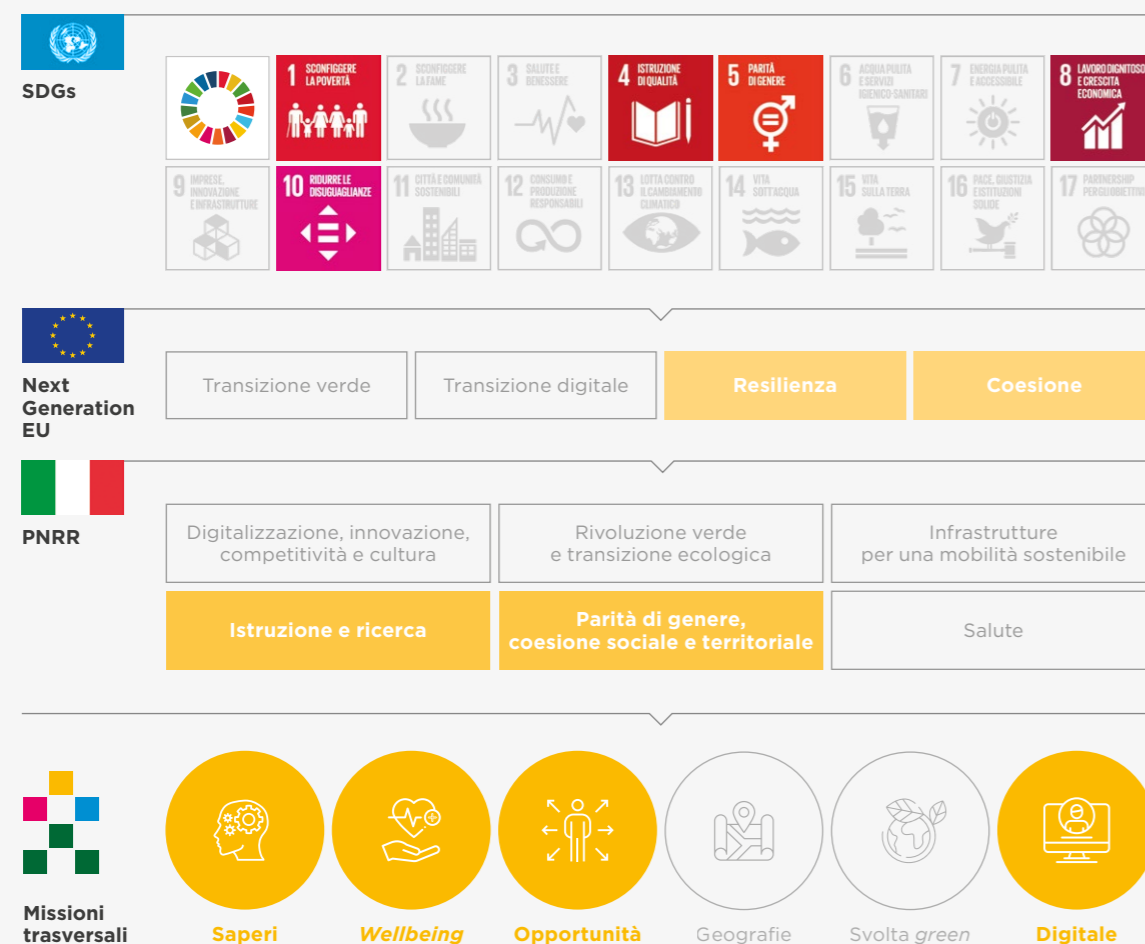 SDGs
1 SCONFIGGERE
LA POVERTÀ
2 SCONFIGGERE
LA FAME
3 SALUTE E
BENESSERE
4 ISTRUZIONE
DI QUALITÀ
5 PARITÀ
DI GENERE
6 ACQUA PULITA
E SERVIZI
IGIENICO-SANITARI
7 ENERGIA PULITA
E ACCESSIBILE
8 LAVORO DIGNITOSO
E CRESCITA
ECONOMICA
9 IMPRESE,
INNOVAZIONE
E INFRASTRUTTURE
10 RIDURRE LE
DISUGUAGLIANZE
11 CITTÀ E COMUNITÀ
SOSTENIBILI
12 CONSUMO E
PRODUZIONE
RESPONSABILI
13 LOTTA CONTRO
IL CAMBIAMENTO
CLIMATICO
14 VITA
SOTT'ACQUA
15 VITA
SULLA TERRA
16 PACE, GIUSTIZIA
E ISTITUZIONI
SOLIDE
17 PARTNERSHIP
PER GLI OBIETTIVI
Next
Generation
EU
Transizione verde
Transizione digitale
Resilienza
Coesione
PNRR
Digitalizzazione, innovazione,
competitività e cultura
Rivoluzione verde
e transizione ecologica
Infrastrutture
per una mobilità sostenibile
Istruzione e ricerca
Parità di genere,
coesione sociale e territoriale
Salute
Missioni
trasversali
Saperi
Wellbeing
Opportunità
Geografie
Svolta green
Digitale